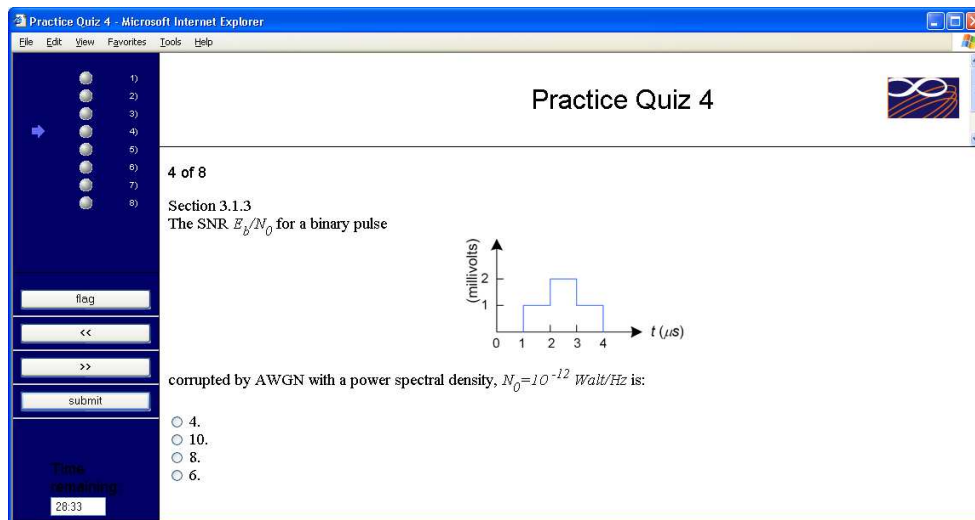 Practice Quiz 4 - Microsoft Internet Explorer
File Edit View Favorites Tools Help
1)
2)
3)
4)
5)
6)
7)
8)
flag
<<
>>
submit
Time
remaining:
28:33
Practice Quiz 4
4 of 8
Section 3.1.3
The SNR E_b/N_0 for a binary pulse
(millivolts)
2
1
0 1 2 3 4
t (μs)
corrupted by AWGN with a power spectral density, N_0=10^-12 Walt/Hz is:
4.
10.
8.
6.